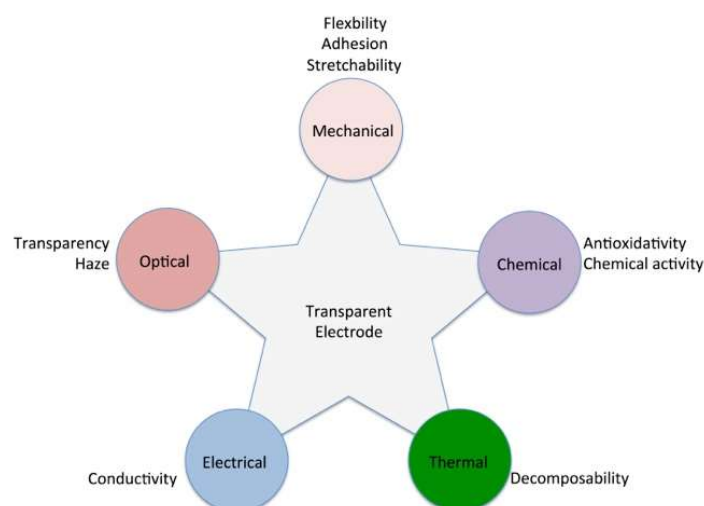 Flexbility
Adhesion
Stretchability
Mechanical
Transparency
Haze
Optical
Antioxidativity
Chemical activity
Chemical
Transparent
Electrode
Electrical
Conductivity
Thermal
Decomposability